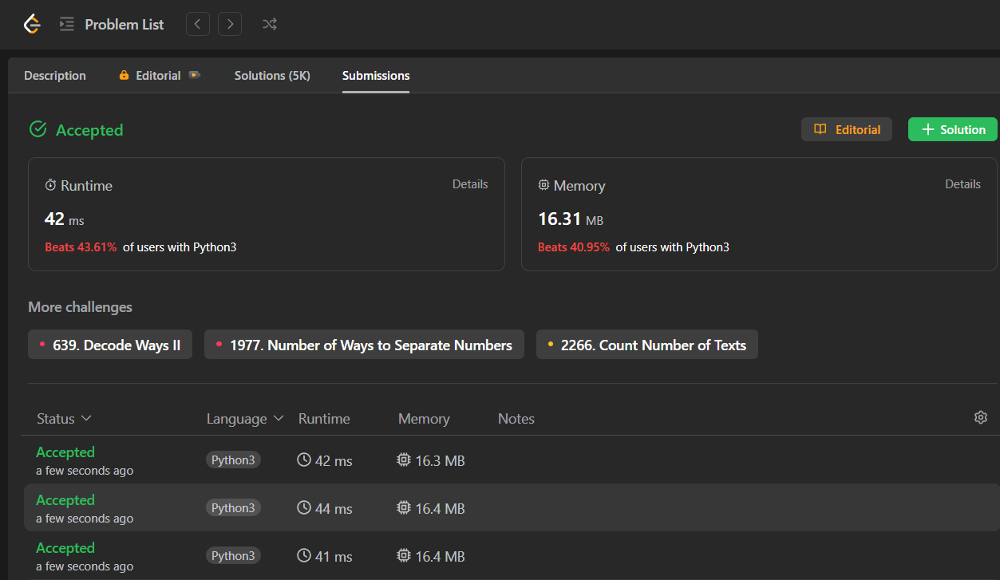 Problem List
Description Editorial Solutions (5K) Submissions
Accepted Editorial Solution
Runtime Details Memory Details
42 ms 16.31 MB
Beats 43.61% of users with Python3 Beats 40.95% of users with Python3
More challenges
639. Decode Ways II 1977. Number of Ways to Separate Numbers 2266. Count Number of Texts
Status Language Runtime Memory Notes
Accepted
a few seconds ago Python3 42 ms 16.3 MB
Accepted
a few seconds ago Python3 44 ms 16.4 MB
Accepted
a few seconds ago Python3 41 ms 16.4 MB